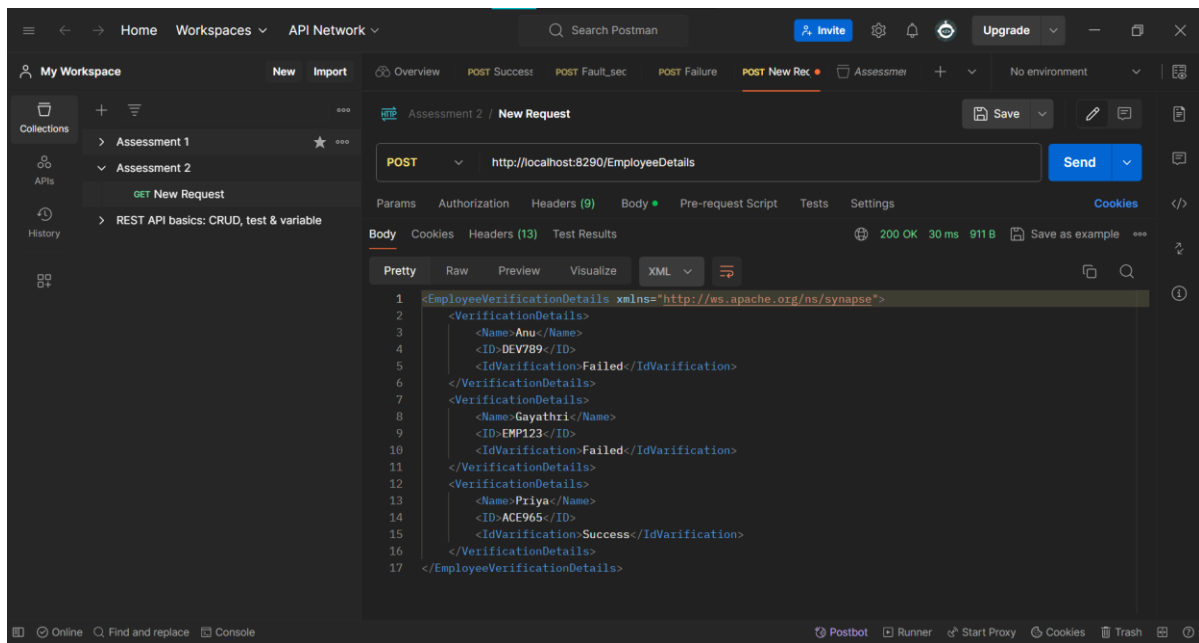 Home Workspaces API Network Search Postman Invite Upgrade
My Workspace New Import Overview POST Success POST Fault_sec POST Failure POST New Rec Assessmen No environment
Collections
APIs
History
Assessment 1
Assessment 2
GET New Request
REST API basics: CRUD, test & variable
HTTP Assessment 2 / New Request Save
POST http://localhost:8290/EmployeeDetails Send
Params Authorization Headers (9) Body Pre-request Script Tests Settings Cookies
Body Cookies Headers (13) Test Results 200 OK 30 ms 911 B Save as example
Pretty Raw Preview Visualize XML
1 <EmployeeVerificationDetails xmlns="http://ws.apache.org/ns/synapse">
2 <VerificationDetails>
3 <Name>Anu</Name>
4 <ID>DEV789</ID>
5 <IdVarification>Failed</IdVarification>
6 </VerificationDetails>
7 <VerificationDetails>
8 <Name>Gayathri</Name>
9 <ID>EMP123</ID>
10 <IdVarification>Failed</IdVarification>
11 </VerificationDetails>
12 <VerificationDetails>
13 <Name>Priya</Name>
14 <ID>ACE965</ID>
15 <IdVarification>Success</IdVarification>
16 </VerificationDetails>
17 </EmployeeVerificationDetails>
Online Find and replace Console Postbot Runner Start Proxy Cookies Trash